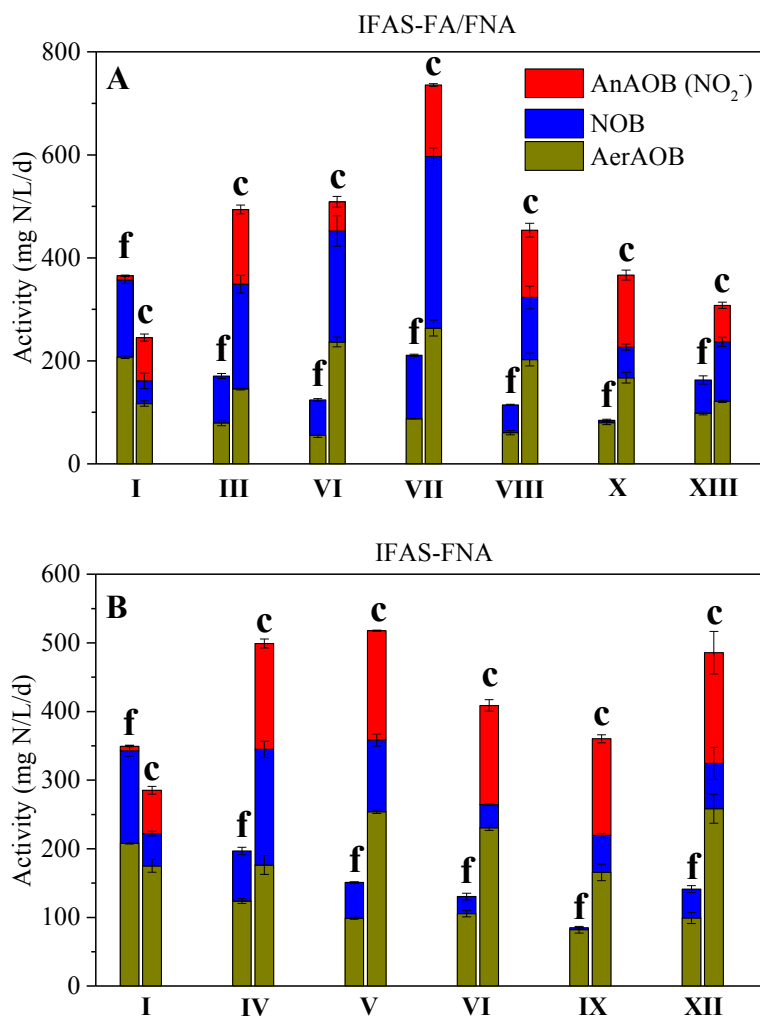 IFAS-FA/FNA
A
AnAOB (NO₂⁻)
NOB
AerAOB
Activity (mg N/L/d)
800
600
400
200
0
f c f c f c f c f c f c f c
I III VI VII VIII X XIII
IFAS-FNA
B
Activity (mg N/L/d)
600
500
400
300
200
100
0
f c f c f c f c f c f c
I IV V VI IX XII